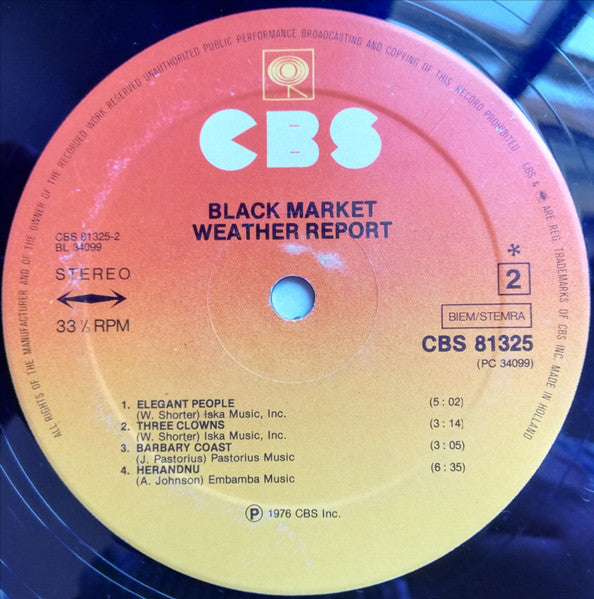 ALL RIGHTS OF THE MANUFACTURER AND OF THE OWNER OF THE RECORDED WORK RESERVED UNAUTHORIZED PUBLIC PERFORMANCE BROADCASTING AND COPYING OF THIS RECORD PROHIBITED CBS & ARE REG. TRADEMARKS OF CBS INC. MADE IN HOLLAND
CBS
BLACK MARKET
WEATHER REPORT
CBS 81325-2
BL 34099
STEREO
33⅓ RPM
*
2
BIEM/STEMRA
CBS 81325
(PC 34099)
1. ELEGANT PEOPLE (5:02)
(W. Shorter) Iska Music, Inc.
2. THREE CLOWNS (3:14)
(W. Shorter) Iska Music, Inc.
3. BARBARY COAST (3:05)
(J. Pastorius) Pastorius Music
4. HERANDNU (6:35)
(A. Johnson) Embamba Music
Ⓟ 1976 CBS Inc.